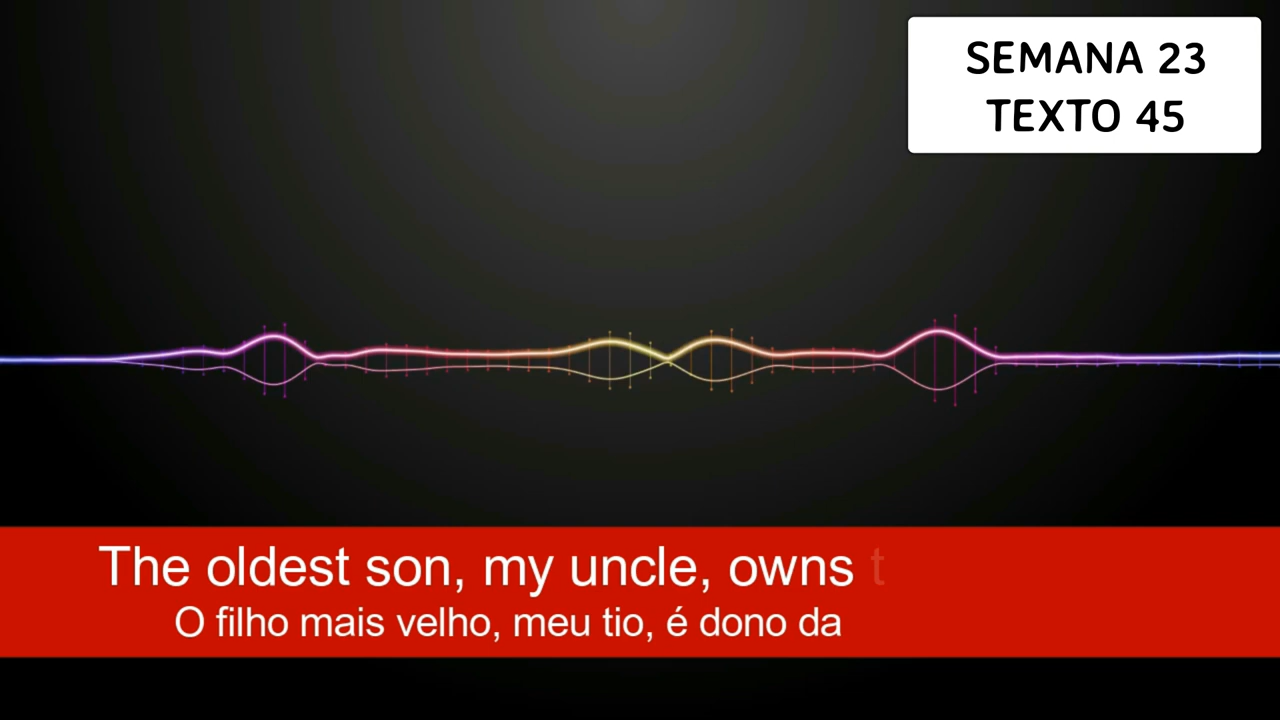 SEMANA 23
TEXTO 45
The oldest son, my uncle, owns t
O filho mais velho, meu tio, é dono da